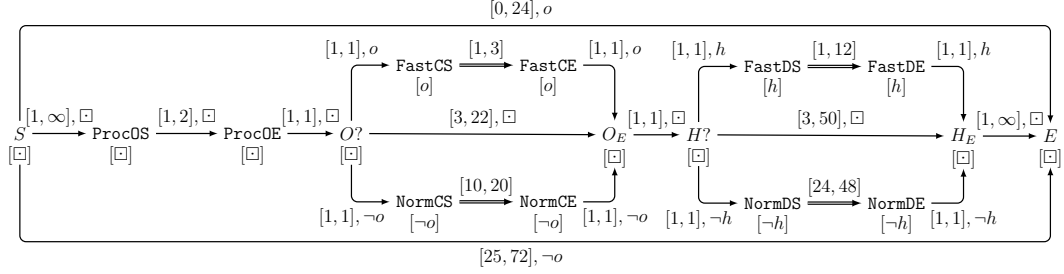 [0, 24], o
[1, 1], o [1, 3] [1, 1], o [1, 1], h [1, 12] [1, 1], h
FastCS FastCE FastDS FastDE
[o] [o] [h] [h]
[1, ∞], ⊡ [1, 2], ⊡ [1, 1], ⊡ [3, 22], ⊡ [1, 1], ⊡ [3, 50], ⊡ [1, ∞], ⊡
S ProcOS ProcOE O? O_E H? H_E E
[⊡] [⊡] [⊡] [⊡] [⊡] [⊡] [⊡] [⊡]
[10, 20] [24, 48]
NormCS NormCE NormDS NormDE
[1, 1], ¬o [¬o] [¬o] [1, 1], ¬o [1, 1], ¬h [¬h] [¬h] [1, 1], ¬h
[25, 72], ¬o